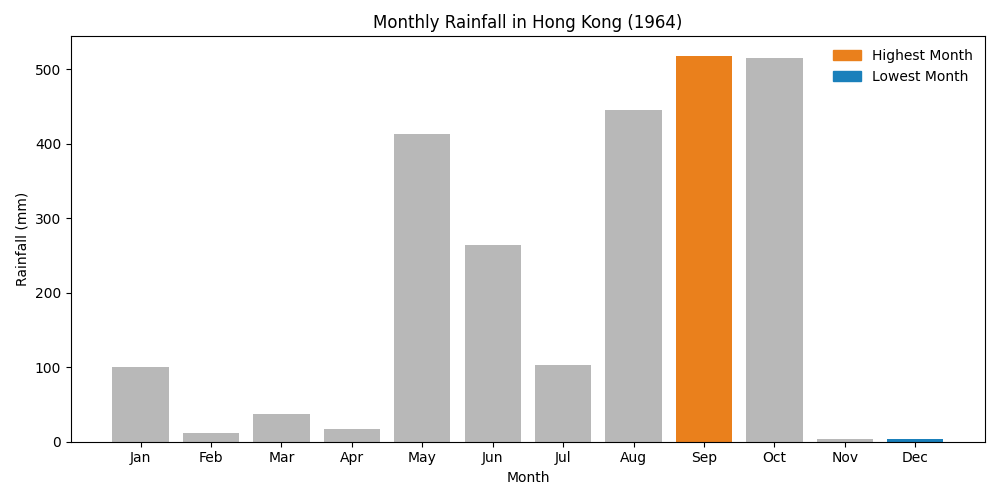 Monthly Rainfall in Hong Kong (1964)
Highest Month
Lowest Month
Rainfall (mm)
500
400
300
200
100
0
Jan Feb Mar Apr May Jun Jul Aug Sep Oct Nov Dec
Month